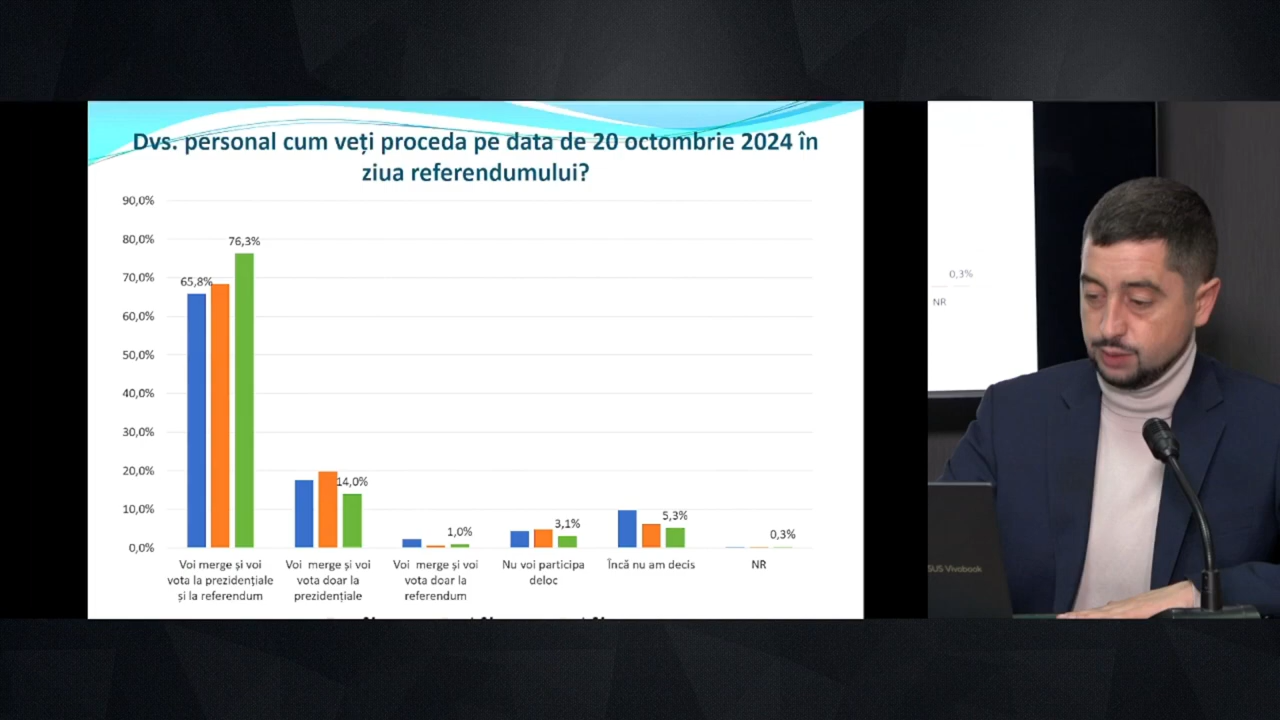 Dvs. personal cum veți proceda pe data de 20 octombrie 2024 în
ziua referendumului?
90,0%
80,0%
70,0%
60,0%
50,0%
40,0%
30,0%
20,0%
10,0%
0,0%
65,8%
76,3%
14,0%
1,0%
3,1%
5,3%
0,3%
Voi merge și voi
vota la prezidențiale
și la referendum
Voi merge și voi
vota doar la
prezidențiale
Voi merge și voi
vota doar la
referendum
Nu voi participa
deloc
Încă nu am decis
NR
0,3%
NR
SUS Vivobook